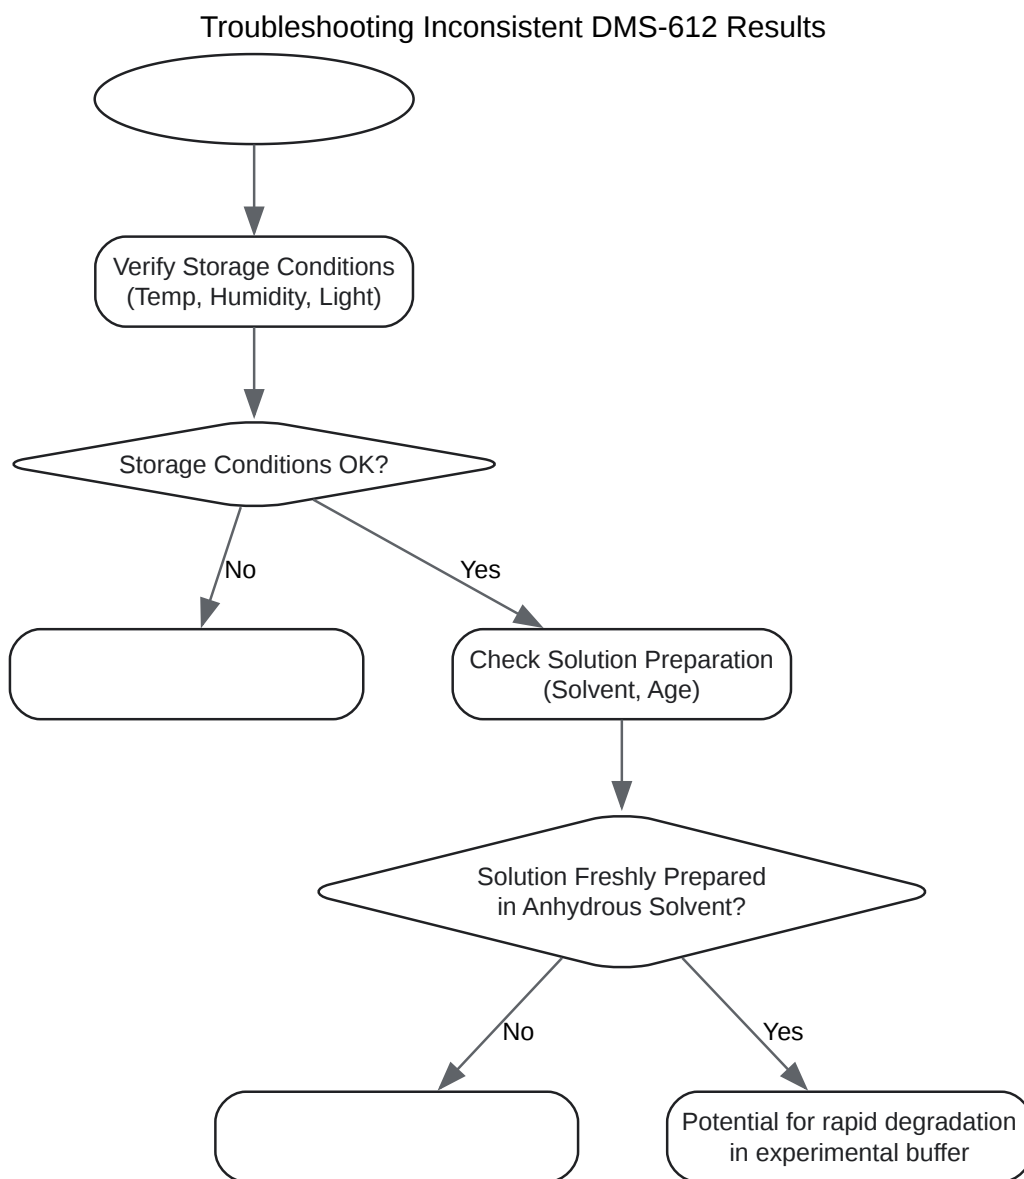 Troubleshooting Inconsistent DMS-612 Results
Verify Storage Conditions
(Temp, Humidity, Light)
Storage Conditions OK?
No
Yes
Check Solution Preparation
(Solvent, Age)
Solution Freshly Prepared
in Anhydrous Solvent?
No
Yes
Potential for rapid degradation
in experimental buffer